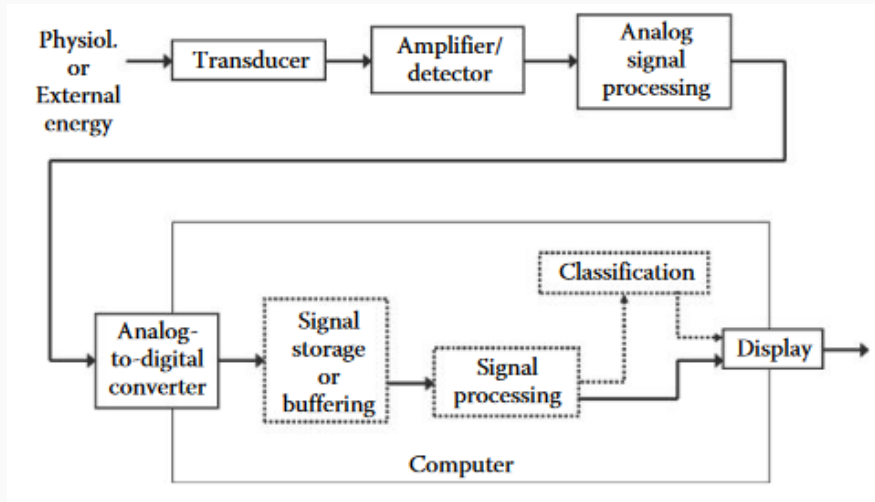 Physiol.
or
External
energy
Transducer
Amplifier/
detector
Analog
signal
processing
Classification
Analog-
to-digital
converter
Signal
storage
or
buffering
Signal
processing
Display
Computer